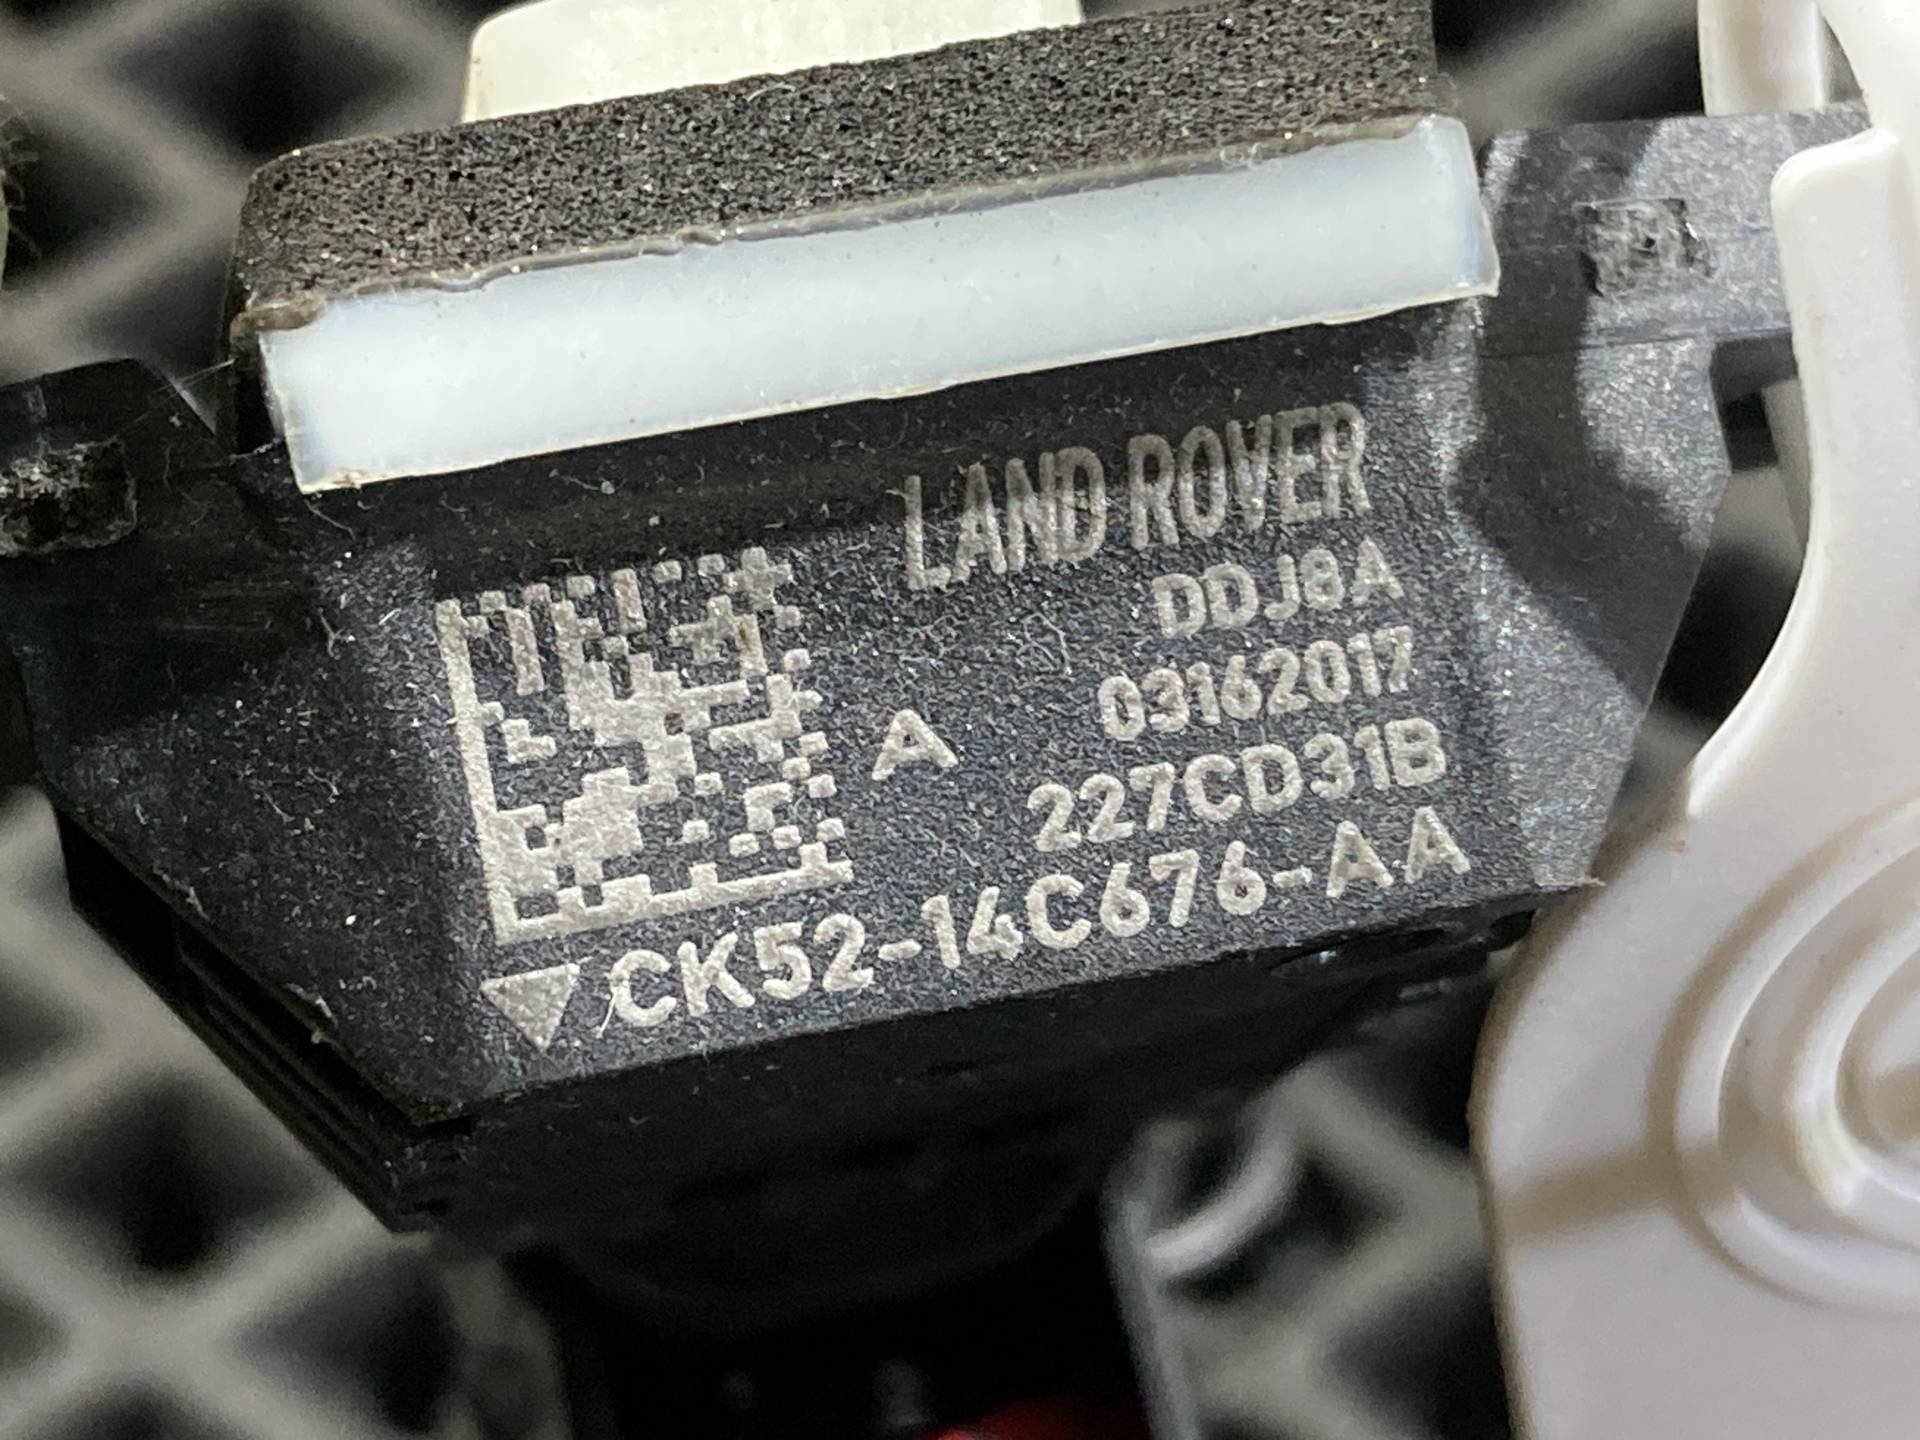 LAND ROVER
DDJ8A
03162017
A
227CD31B
CK52-14C676-AA